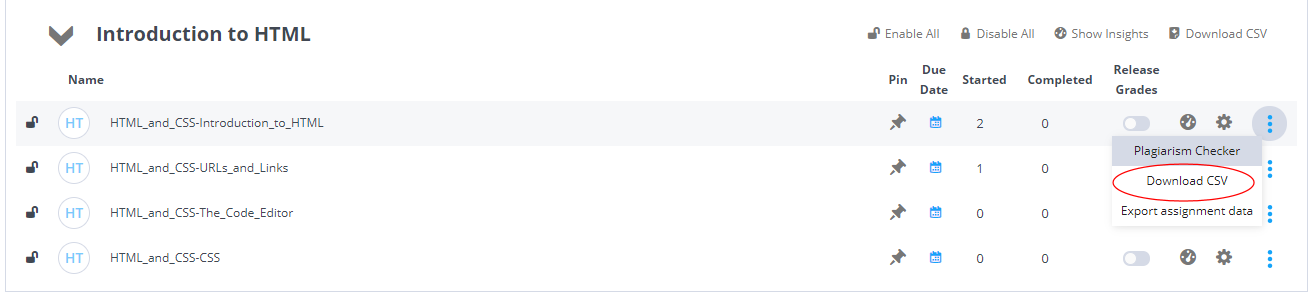 Introduction to HTML
Enable All Disable All Show Insights Download CSV
Name Pin Due Date Started Completed Release Grades
HT HTML_and_CSS-Introduction_to_HTML 2 0
Plagiarism Checker
HT HTML_and_CSS-URLs_and_Links 1 0
Download CSV
HT HTML_and_CSS-The_Code_Editor 0 0
Export assignment data
HT HTML_and_CSS-CSS 0 0